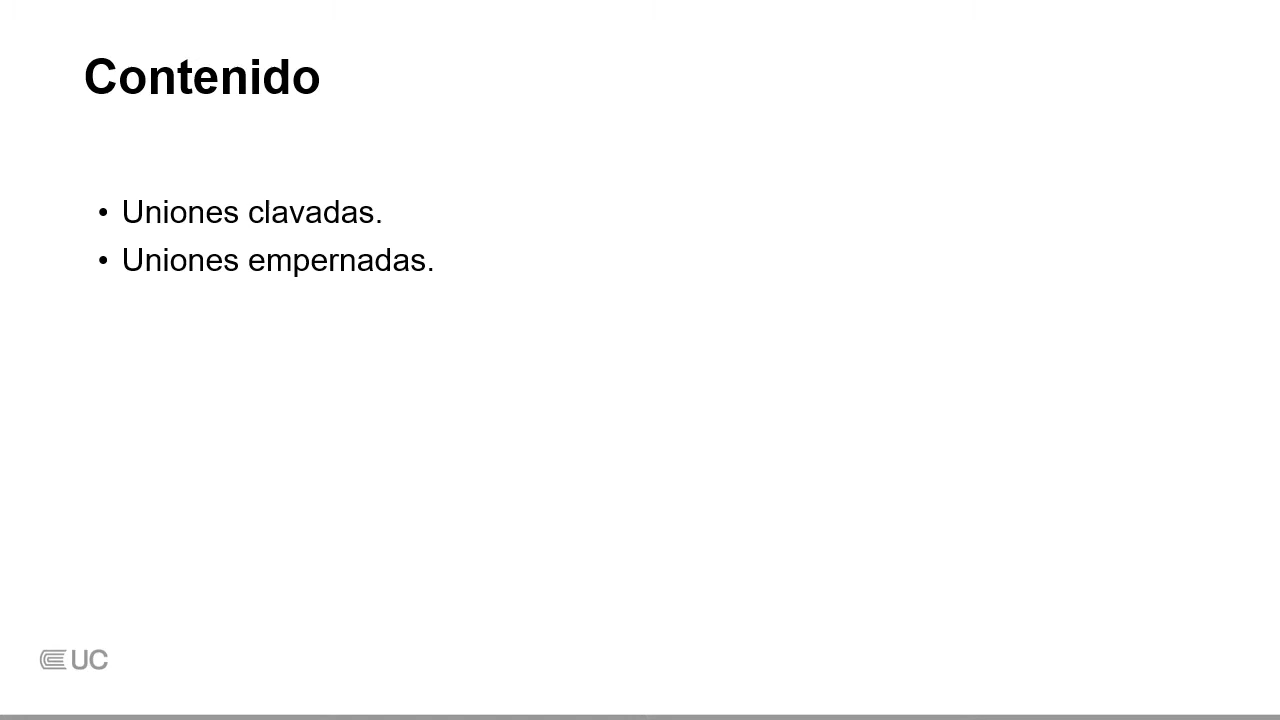 Contenido
• Uniones clavadas.
• Uniones empernadas.
UC